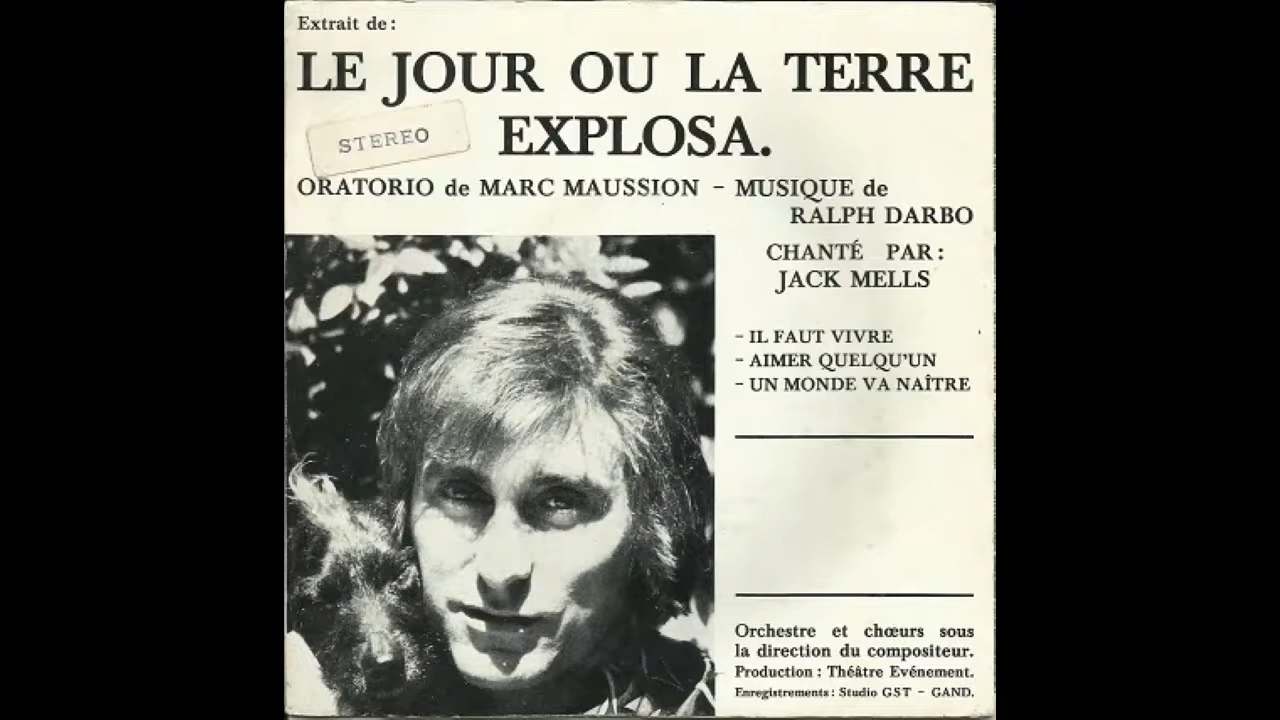 Extrait de :
LE JOUR OU LA TERRE
EXPLOSA.
STEREO
ORATORIO de MARC MAUSSION - MUSIQUE de
RALPH DARBO
CHANTÉ PAR :
JACK MELLS
- IL FAUT VIVRE
- AIMER QUELQU'UN
- UN MONDE VA NAÎTRE
Orchestre et chœurs sous
la direction du compositeur.
Production : Théâtre Evénement.
Enregistrements : Studio GST - GAND.